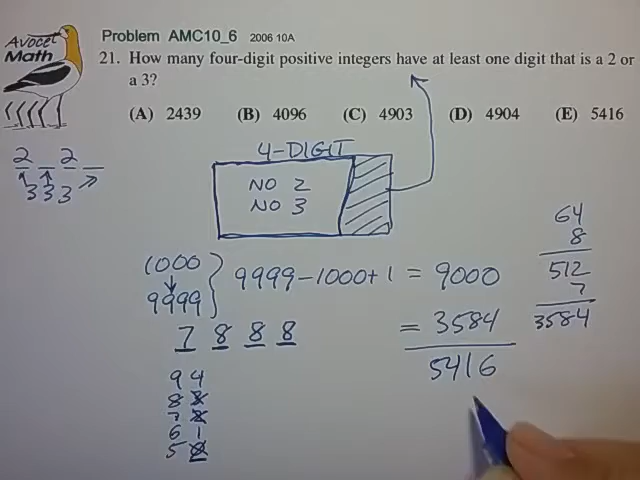 Avocet Math
Problem AMC10_6 2006 10A
21. How many four-digit positive integers have at least one digit that is a 2 or
a 3?
(A) 2439 (B) 4096 (C) 4903 (D) 4904 (E) 5416
2 _ 2 _
3 3 3
4-DIGIT
NO 2
NO 3
64
8
512
7
3584
1000
9999
9999-1000+1 = 9000
= 3584
5416
7 8 8 8
9 4
8 3
7 2
6 1
5 0